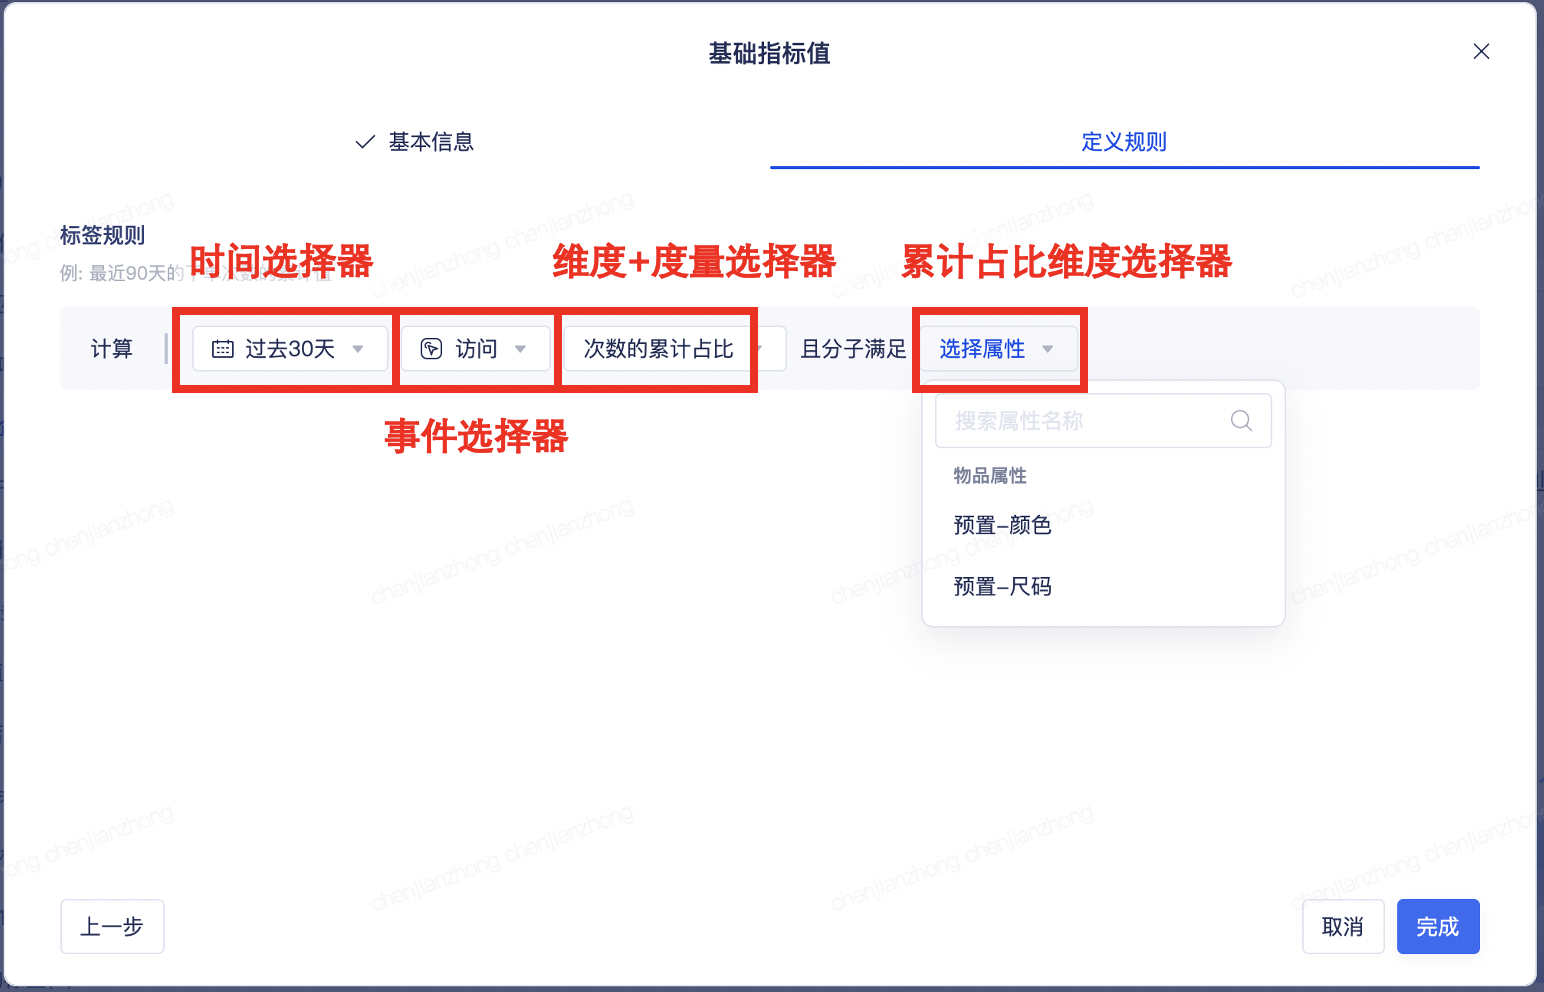 基础指标值
基本信息
定义规则
标签规则
例: 最近90天的
时间选择器
维度+度量选择器
累计占比维度选择器
计算 过去30天 访问 次数的累计占比 且分子满足 选择属性
事件选择器
搜索属性名称
物品属性
预置-颜色
预置-尺码
上一步
取消
完成
chenjianzhong chenjianzhong